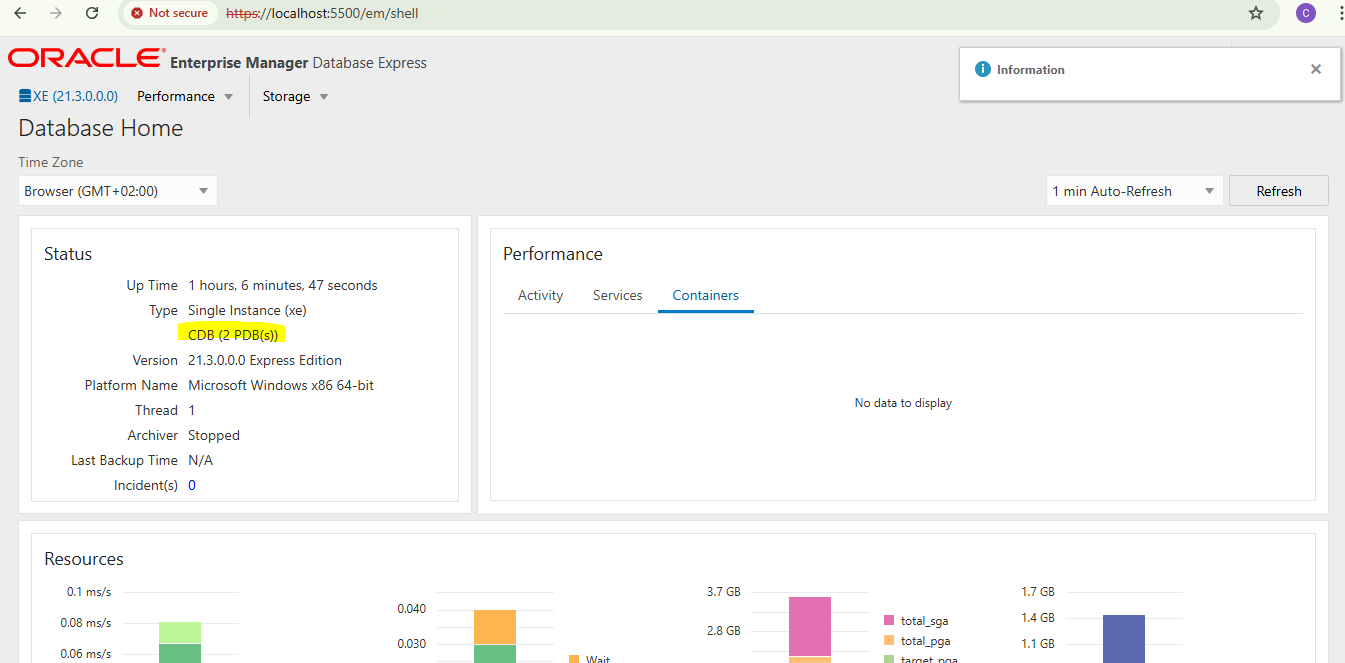 Not secure https://localhost:5500/em/shell C
ORACLE Enterprise Manager Database Express
Information
XE (21.3.0.0.0) Performance Storage
Database Home
Time Zone
Browser (GMT+02:00) 1 min Auto-Refresh Refresh
Status
Up Time 1 hours, 6 minutes, 47 seconds
Type Single Instance (xe)
CDB (2 PDB(s))
Version 21.3.0.0.0 Express Edition
Platform Name Microsoft Windows x86 64-bit
Thread 1
Archiver Stopped
Last Backup Time N/A
Incident(s) 0
Performance
Activity Services Containers
No data to display
Resources
0.1 ms/s
0.08 ms/s
0.06 ms/s
0.040
0.030
Wait
3.7 GB
2.8 GB
total_sga
total_pga
target_pga
1.7 GB
1.4 GB
1.1 GB